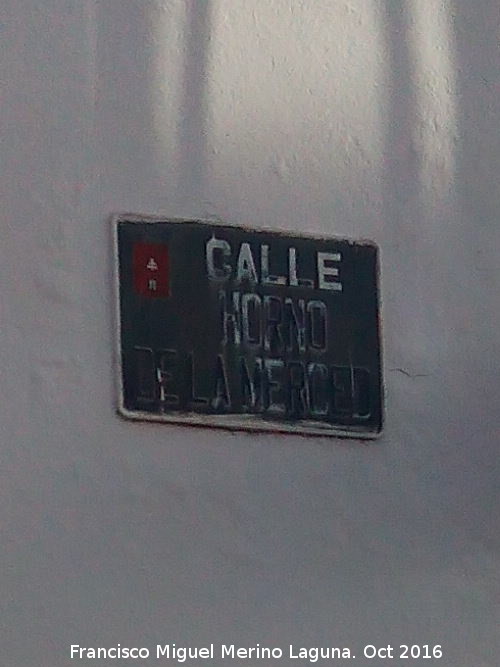 CALLE
HORNO
DE LA MERCED
Francisco Miguel Merino Laguna. Oct 2016